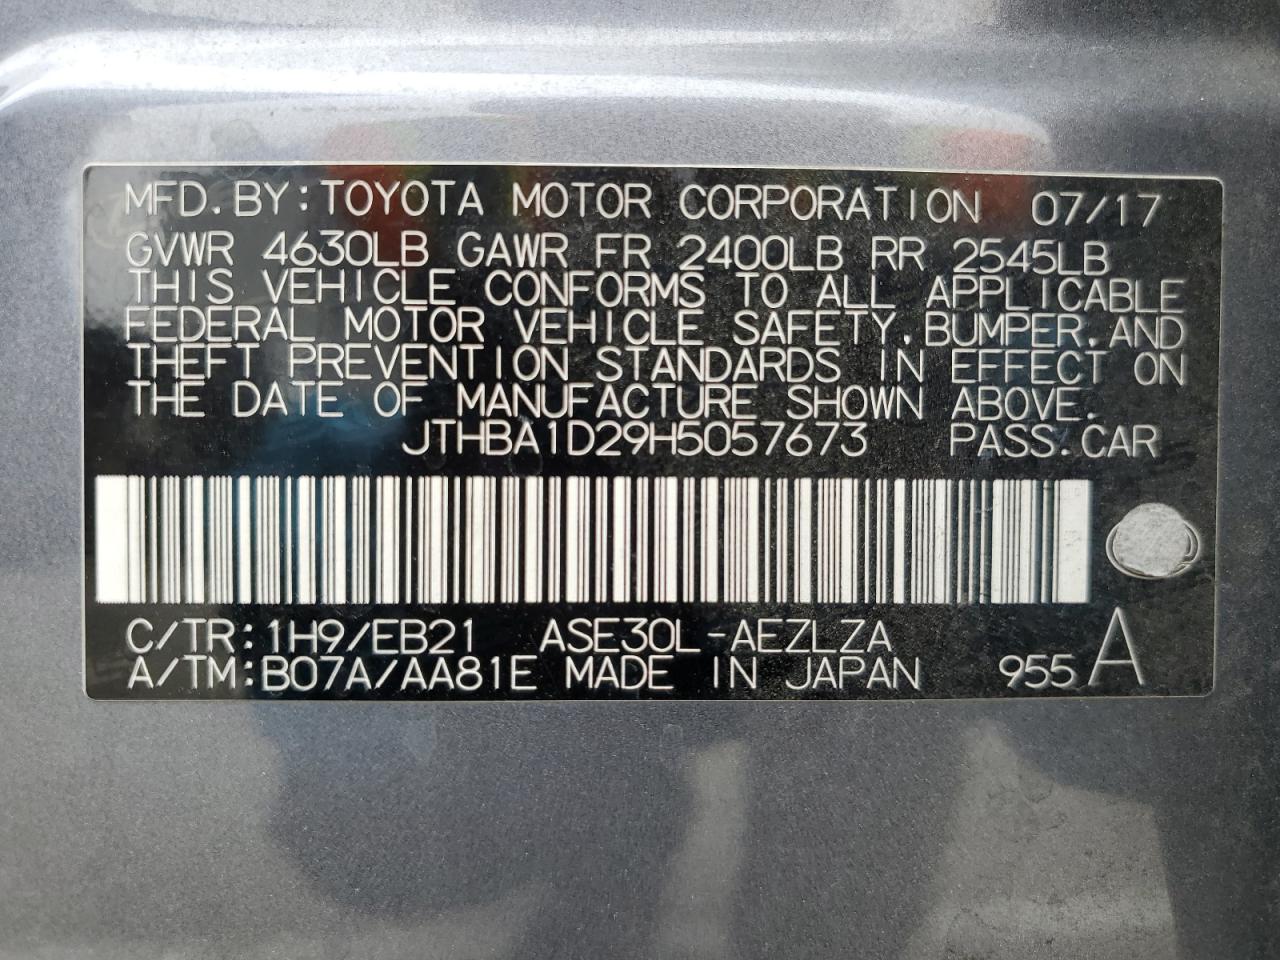 MFD. BY: TOYOTA MOTOR CORPORATION 07/17
GVWR 4630LB GAWR FR 2400LB RR 2545LB
THIS VEHICLE CONFORMS TO ALL APPLICABLE
FEDERAL MOTOR VEHICLE SAFETY, BUMPER, AND
THEFT PREVENTION STANDARDS IN EFFECT ON
THE DATE OF MANUFACTURE SHOWN ABOVE.
JTHBA1D29H5057673 PASS. CAR
C/TR: 1H9/EB21 ASE30L-AEZLZA
A/TM: B07A/AA81E MADE IN JAPAN 955 A